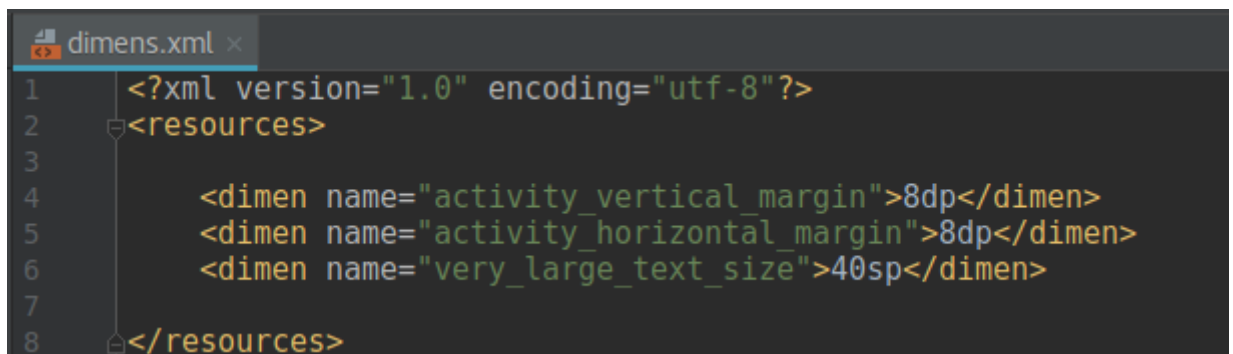 dimens.xml ×
1 <?xml version="1.0" encoding="utf-8"?>
2 <resources>
3
4 <dimen name="activity_vertical_margin">8dp</dimen>
5 <dimen name="activity_horizontal_margin">8dp</dimen>
6 <dimen name="very_large_text_size">40sp</dimen>
7
8 </resources>